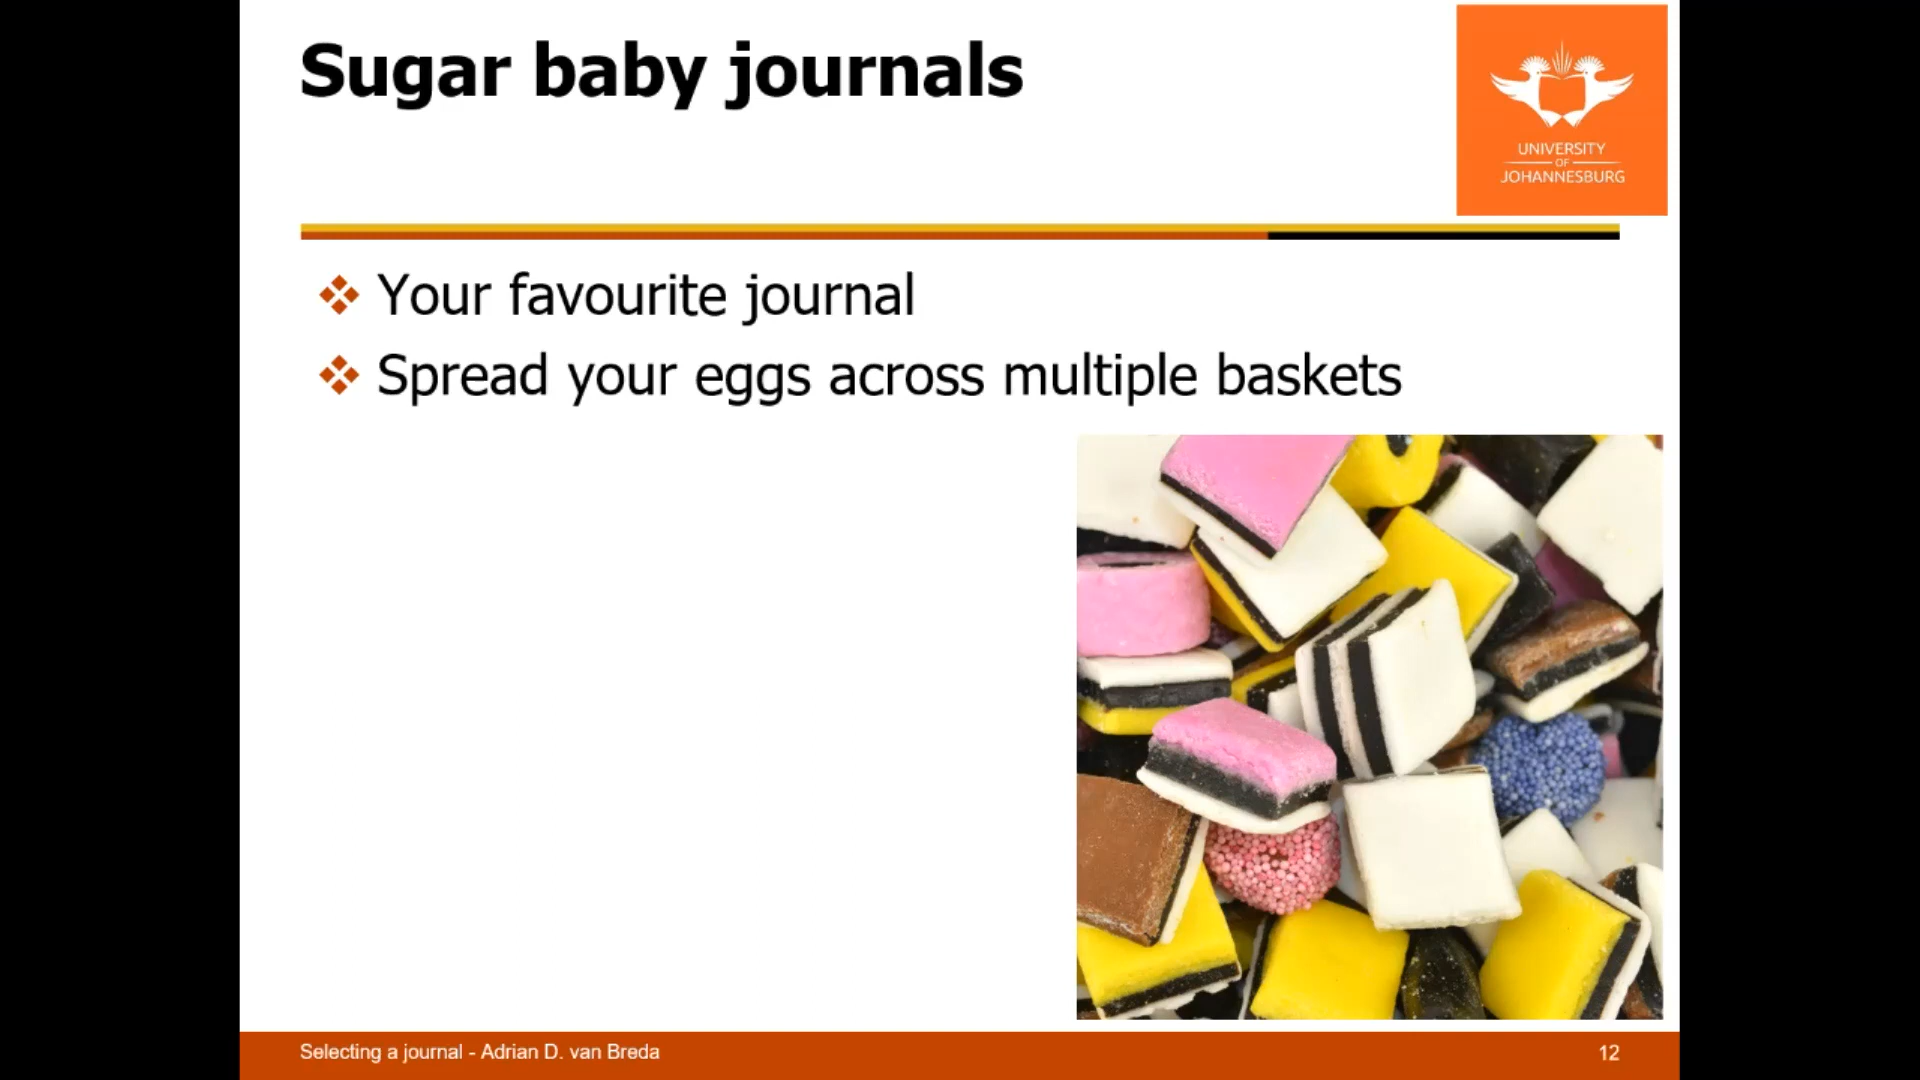 Sugar baby journals
UNIVERSITY
OF
JOHANNESBURG
Your favourite journal
Spread your eggs across multiple baskets
Selecting a journal - Adrian D. van Breda
12